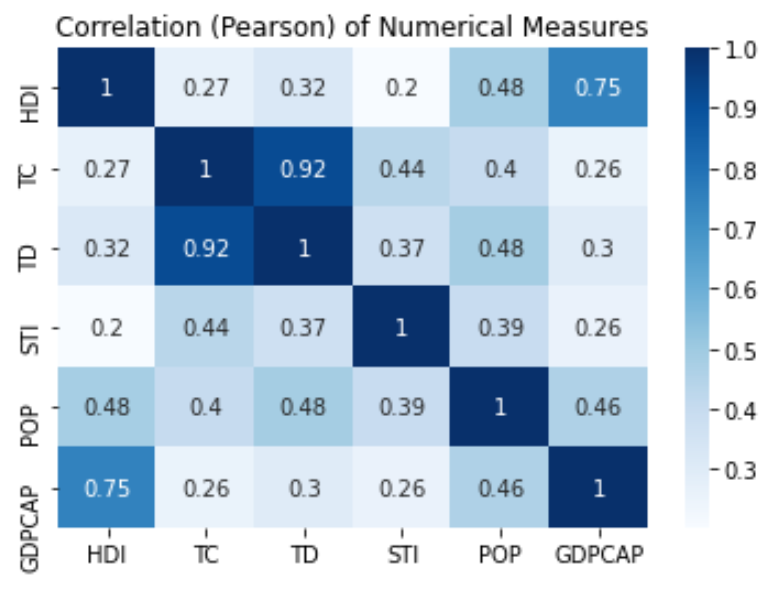 Correlation (Pearson) of Numerical Measures
HDI 1 0.27 0.32 0.2 0.48 0.75
TC 0.27 1 0.92 0.44 0.4 0.26
TD 0.32 0.92 1 0.37 0.48 0.3
STI 0.2 0.44 0.37 1 0.39 0.26
POP 0.48 0.4 0.48 0.39 1 0.46
GDPCAP 0.75 0.26 0.3 0.26 0.46 1
HDI TC TD STI POP GDPCAP
1.0
0.9
0.8
0.7
0.6
0.5
0.4
0.3